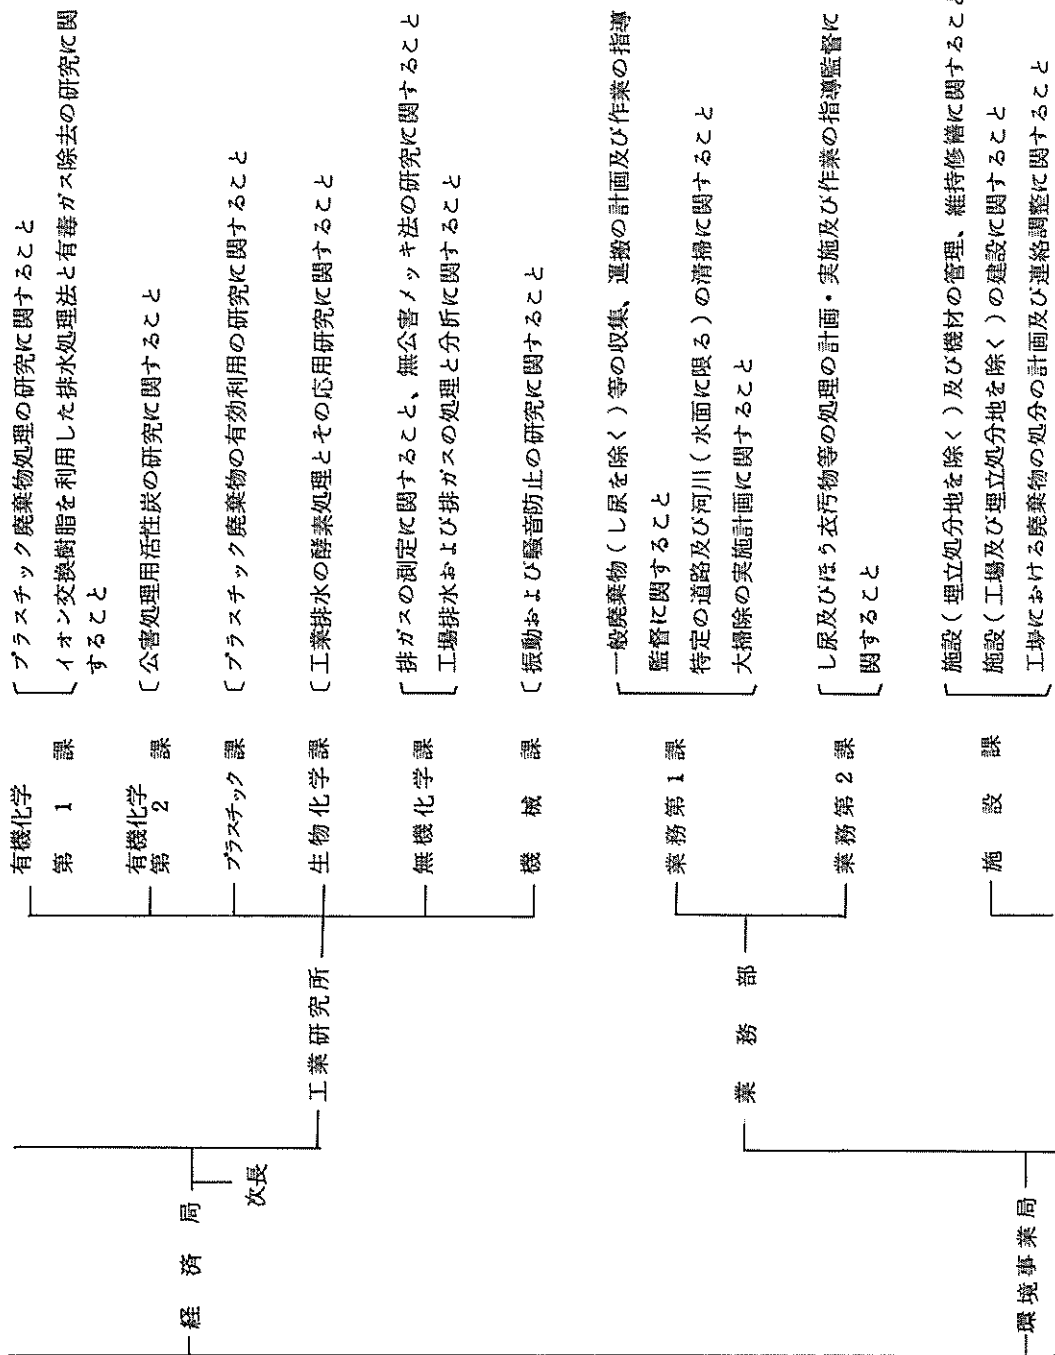 経済局
次長
工業研究所
有機化学
第1課
プラスチック廃棄物処理の研究に関すること
イオン交換樹脂を利用した排水処理法と有毒ガス除去の研究に関
すること
有機化学
第2課
公害処理用活性炭の研究に関すること
プラスチック課
プラスチック廃棄物の有効利用の研究に関すること
生物化学課
工業排水の酵素処理とその応用研究に関すること
無機化学課
排ガスの測定に関すること、無公害メッキ法の研究に関すること
工場排水および排ガスの処理と分析に関すること
機械課
振動および騒音防止の研究に関すること
環境事業局
業務部
業務第1課
一般廃棄物(し尿を除く)等の収集、運搬の計画及び作業の指導
監督に関すること
特定の道路及び河川(水面に限る)の清掃に関すること
大掃除の実施計画に関すること
業務第2課
し尿及びほう衣汚物等の処理の計画・実施及び作業の指導監督に
関すること
施設課
施設(埋立処分地を除く)及び機材の管理、維持修繕に関すること
施設(工場及び埋立処分地を除く)の建設に関すること
工場における廃棄物の処分の計画及び連絡調整に関すること